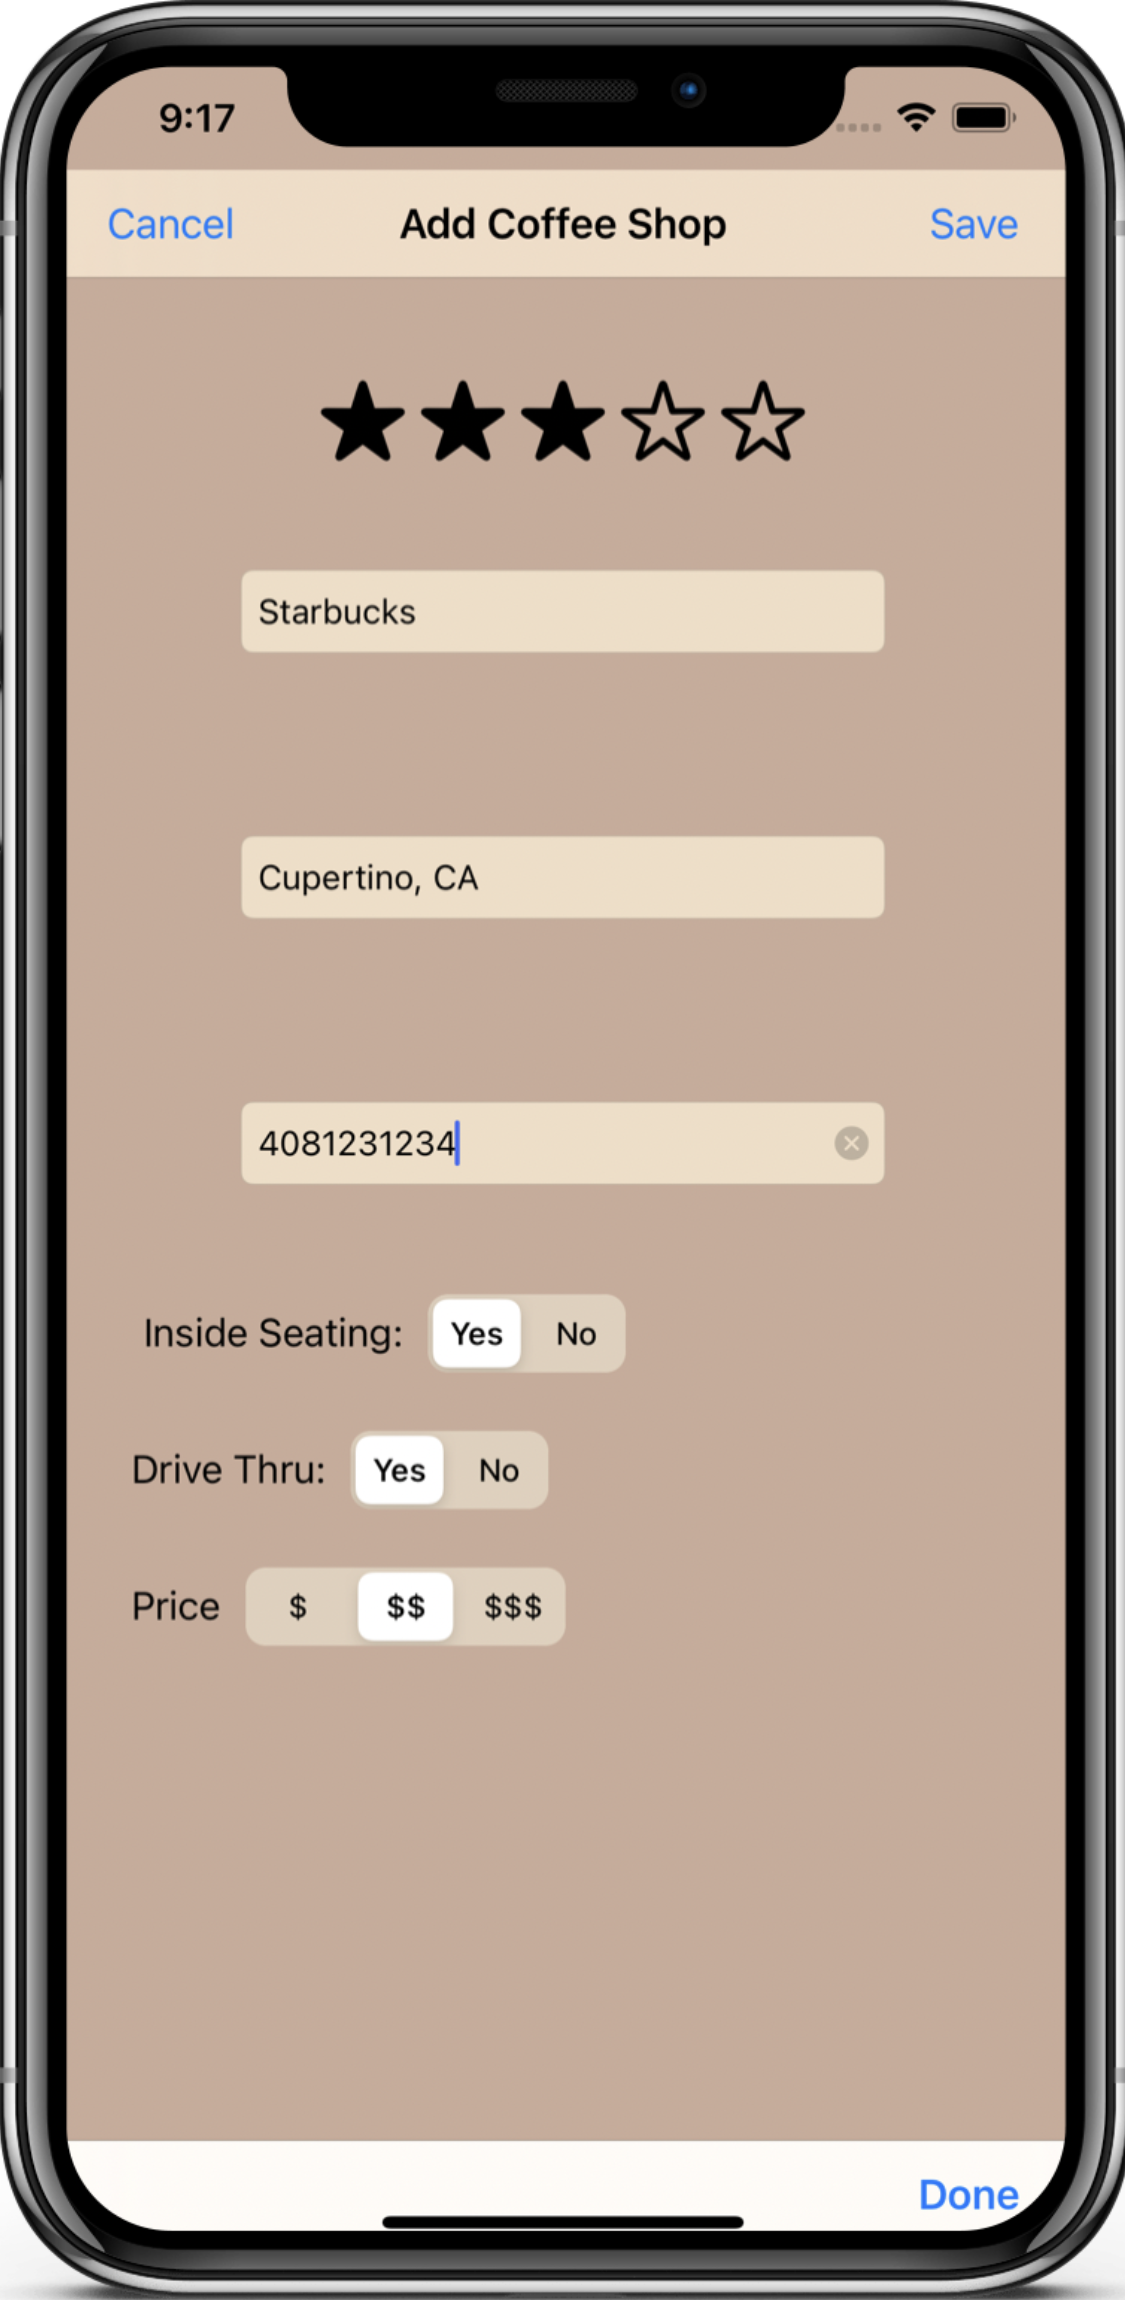 9:17
Cancel Add Coffee Shop Save
Starbucks
Cupertino, CA
4081231234
Inside Seating: Yes No
Drive Thru: Yes No
Price $ $$ $$$
Done